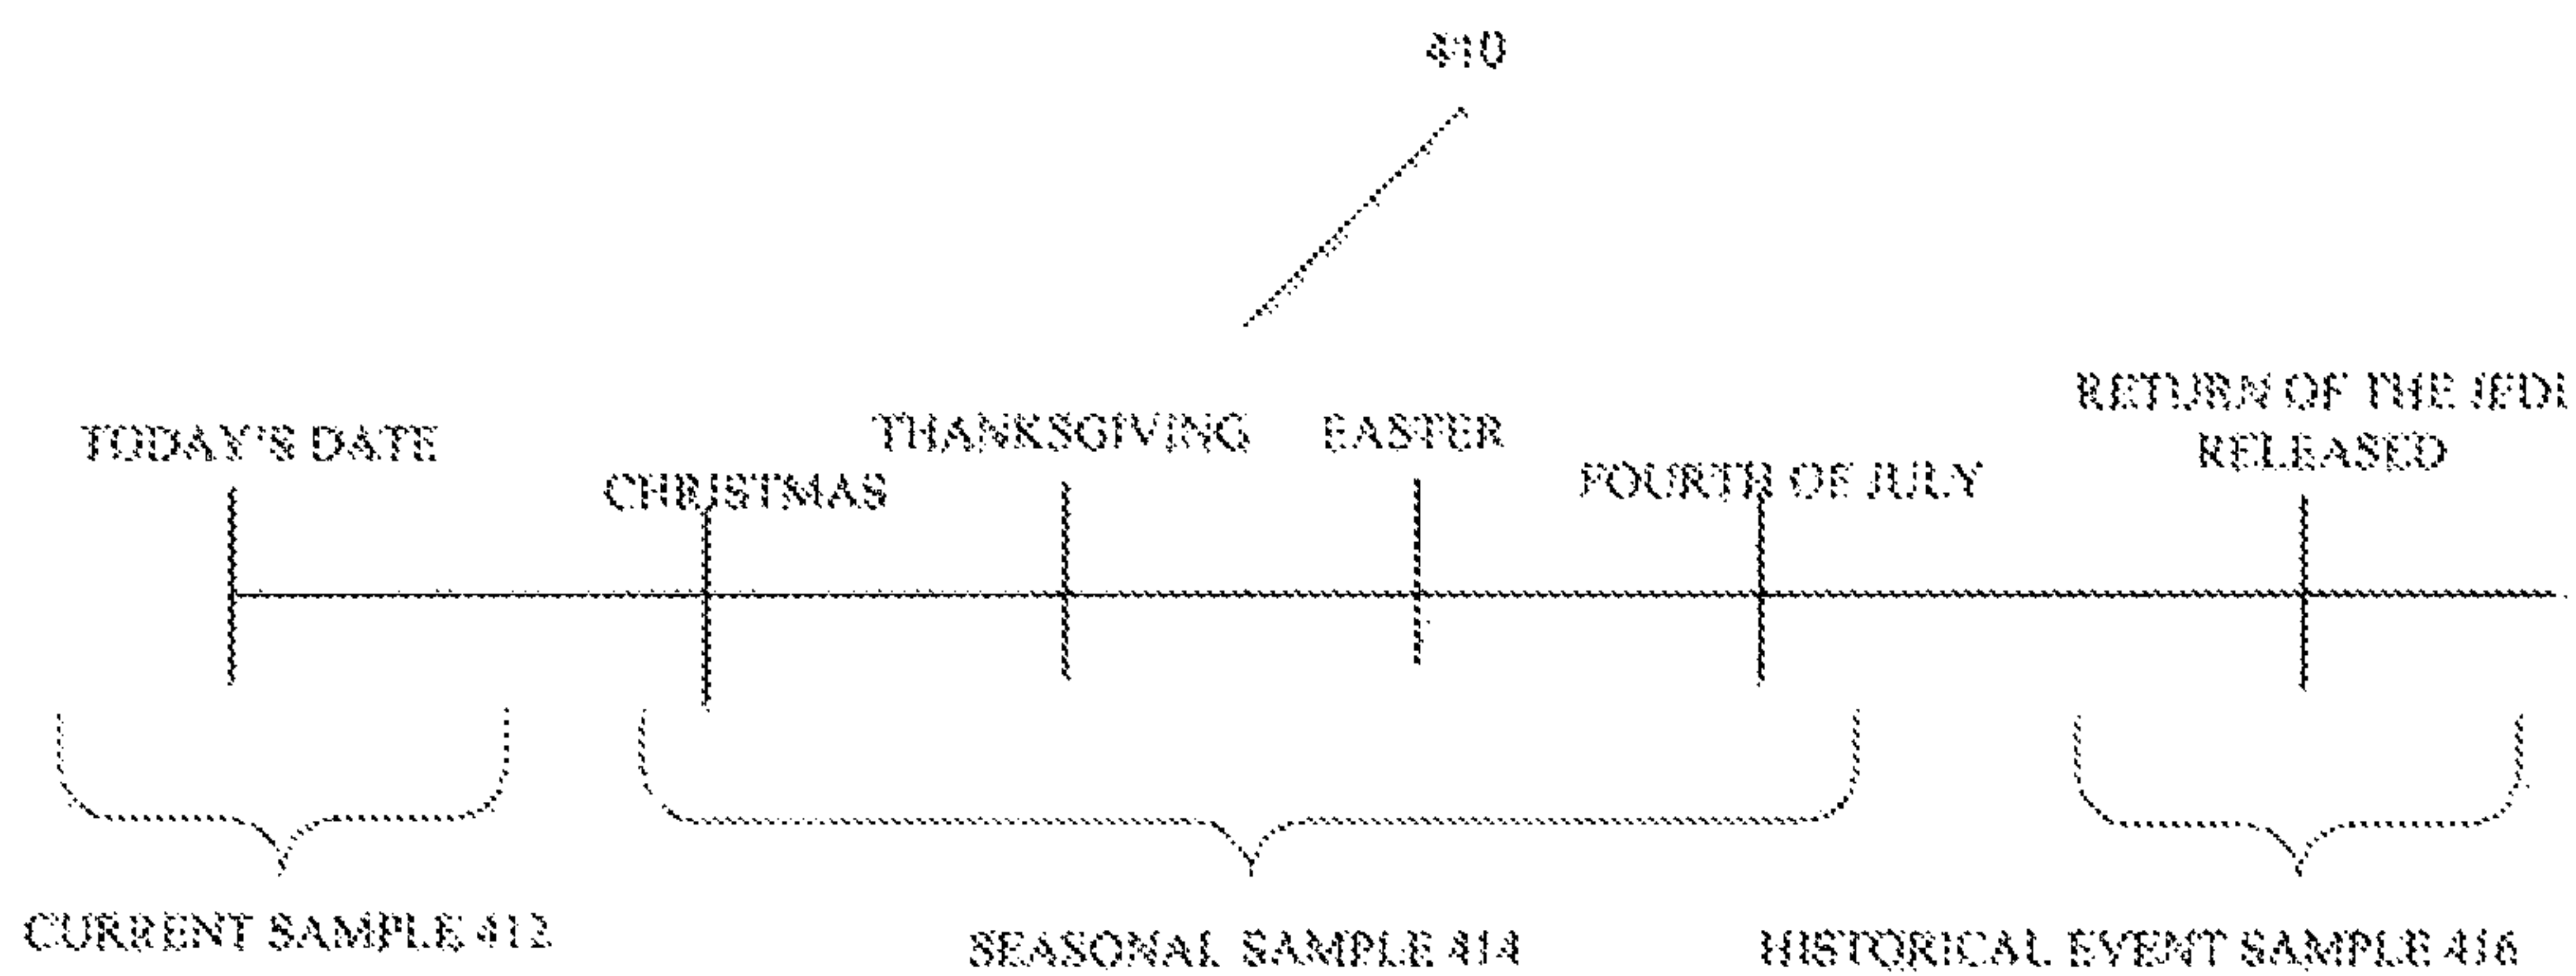 410
RETURN OF THE JEDI
RELEASED
TODAY'S DATE
THANKSGIVING
EASTER
CHRISTMAS
FOURTH OF JULY
CURRENT SAMPLE 412
SEASONAL SAMPLE 414
HISTORICAL EVENT SAMPLE 416